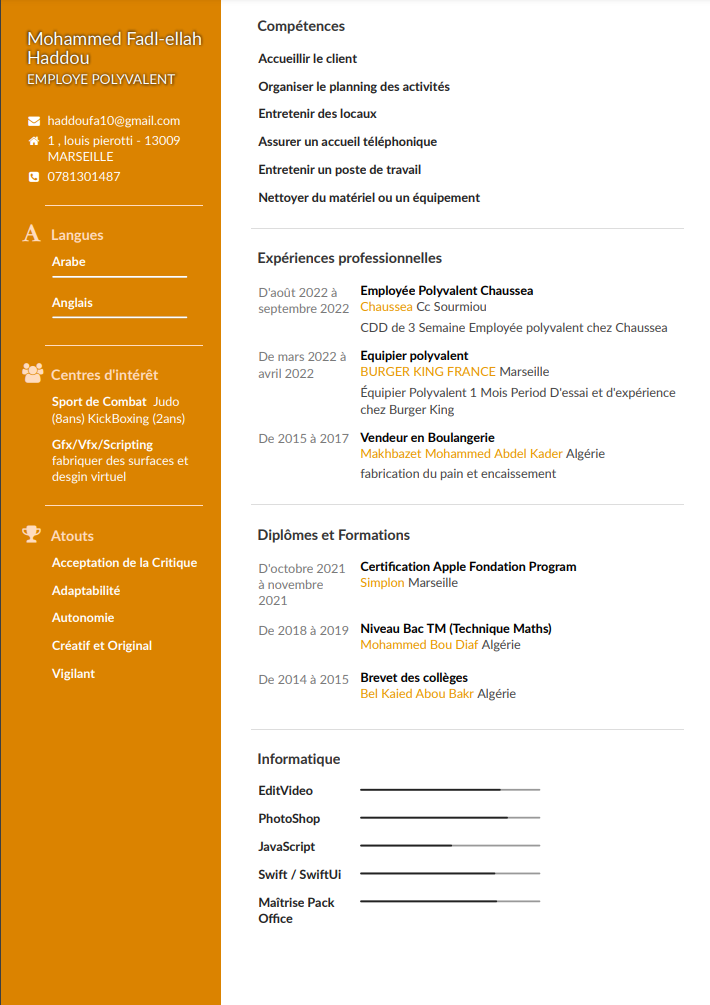 Mohammed Fadl-ellah
Haddou
EMPLOYE POLYVALENT
haddoufa10@gmail.com
1 , louis pierotti - 13009
MARSEILLE
0781301487
Langues
Arabe
Anglais
Centres d'intérêt
Sport de Combat Judo
(8ans) KickBoxing (2ans)
Gfx/Vfx/Scripting
fabriquer des surfaces et
desgin virtuel
Atouts
Acceptation de la Critique
Adaptabilité
Autonomie
Créatif et Original
Vigilant
Compétences
Accueillir le client
Organiser le planning des activités
Entretenir des locaux
Assurer un accueil téléphonique
Entretenir un poste de travail
Nettoyer du matériel ou un équipement
Expériences professionnelles
D'août 2022 à
septembre 2022
Employée Polyvalent Chaussea
Chaussea Cc Sourmiou
CDD de 3 Semaine Employée polyvalent chez Chaussea
De mars 2022 à
avril 2022
Equipier polyvalent
BURGER KING FRANCE Marseille
Équipier Polyvalent 1 Mois Period D'essai et d'expérience
chez Burger King
De 2015 à 2017
Vendeur en Boulangerie
Makhbazet Mohammed Abdel Kader Algérie
fabrication du pain et encaissement
Diplômes et Formations
D'octobre 2021
à novembre
2021
Certification Apple Fondation Program
Simplon Marseille
De 2018 à 2019
Niveau Bac TM (Technique Maths)
Mohammed Bou Diaf Algérie
De 2014 à 2015
Brevet des collèges
Bel Kaied Abou Bakr Algérie
Informatique
EditVideo
PhotoShop
JavaScript
Swift / SwiftUi
Maîtrise Pack
Office